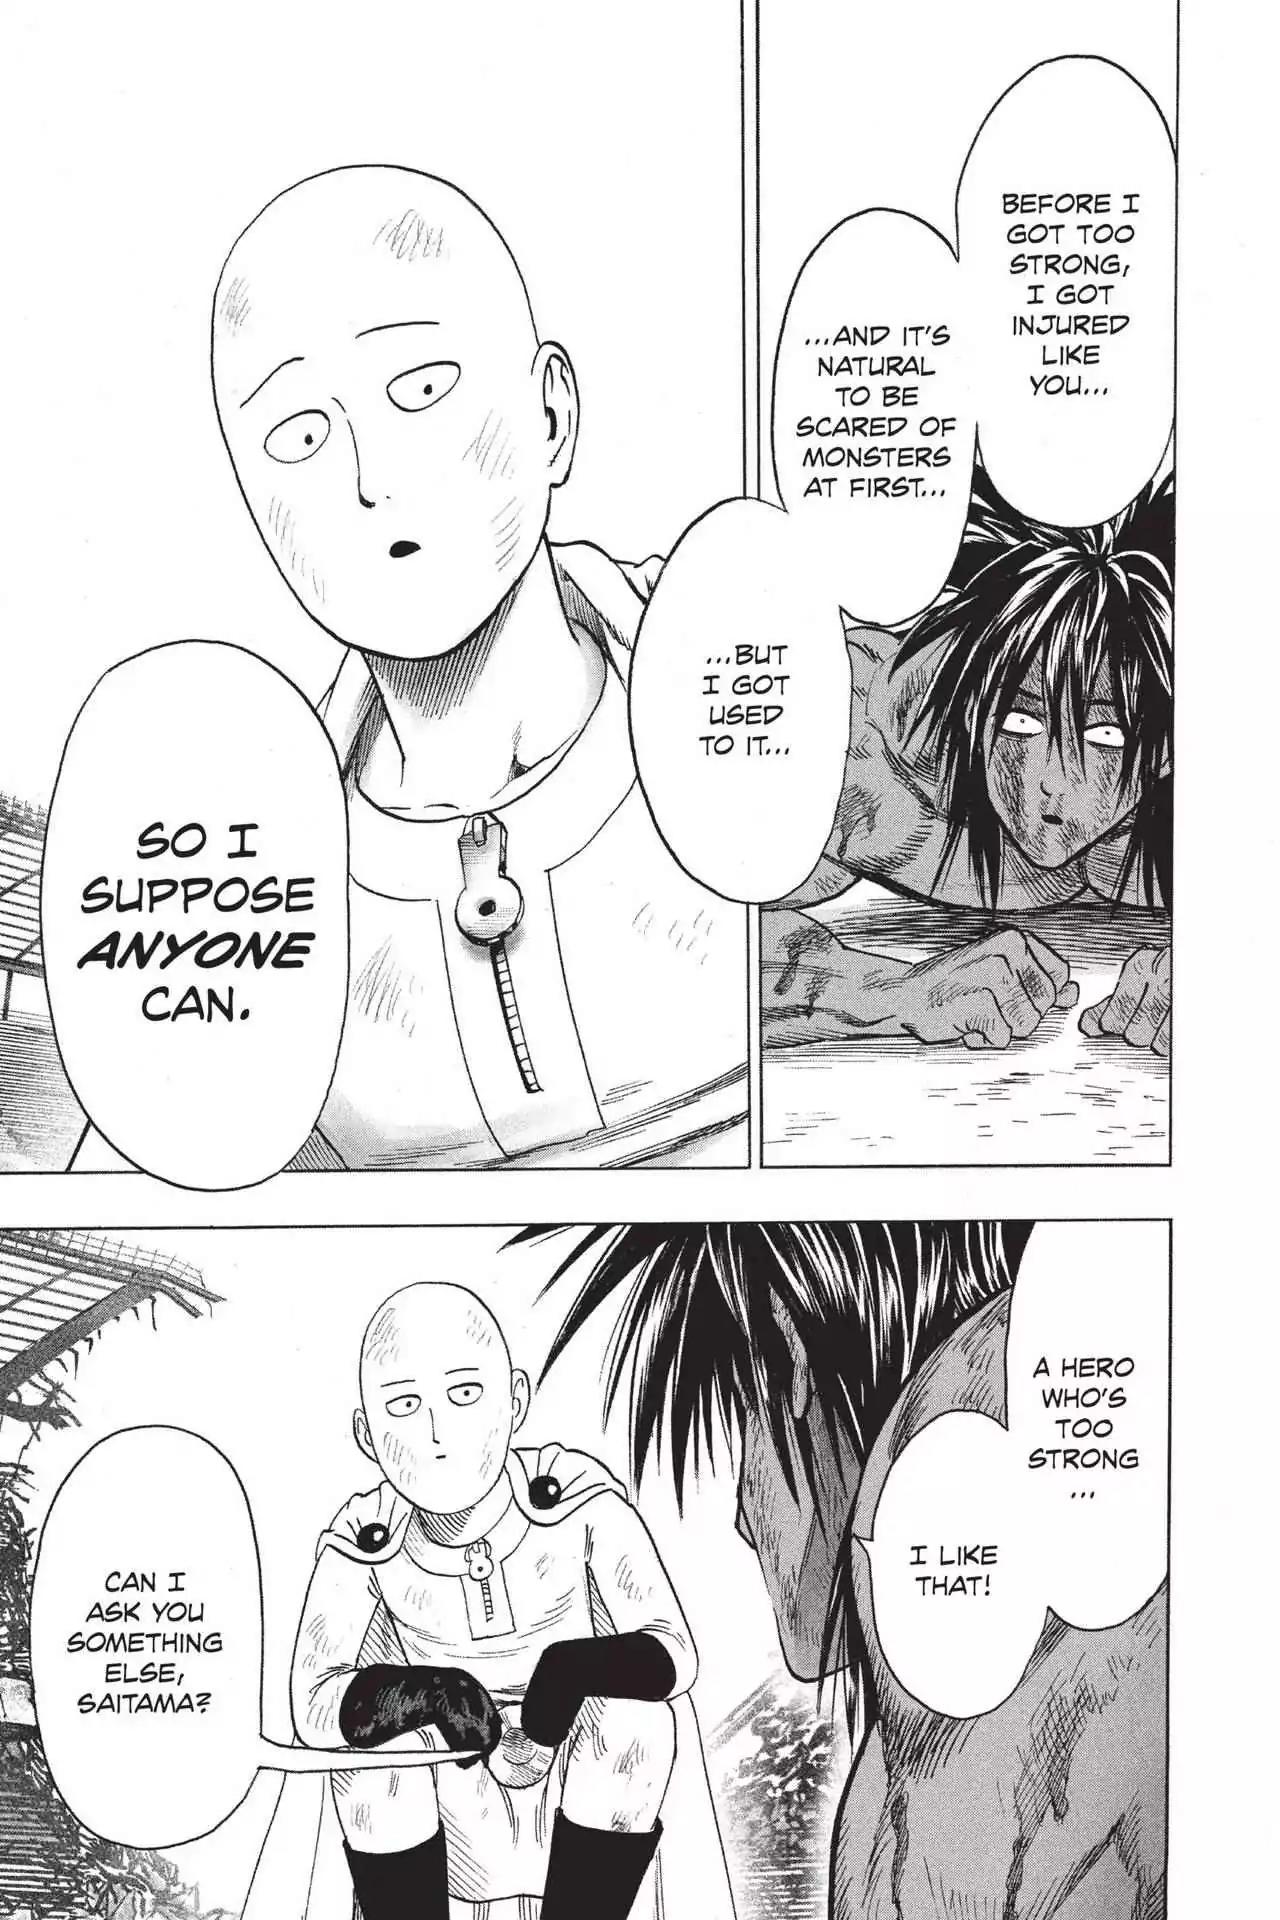 BEFORE I
GOT TOO
STRONG,
I GOT
INJURED
LIKE
YOU...
...AND IT'S
NATURAL
TO BE
SCARED OF
MONSTERS
AT FIRST...
...BUT
I GOT
USED
TO IT...
SO I
SUPPOSE
ANYONE
CAN.
A HERO
WHO'S
TOO
STRONG
...
I LIKE
THAT!
CAN I
ASK YOU
SOMETHING
ELSE,
SAITAMA?